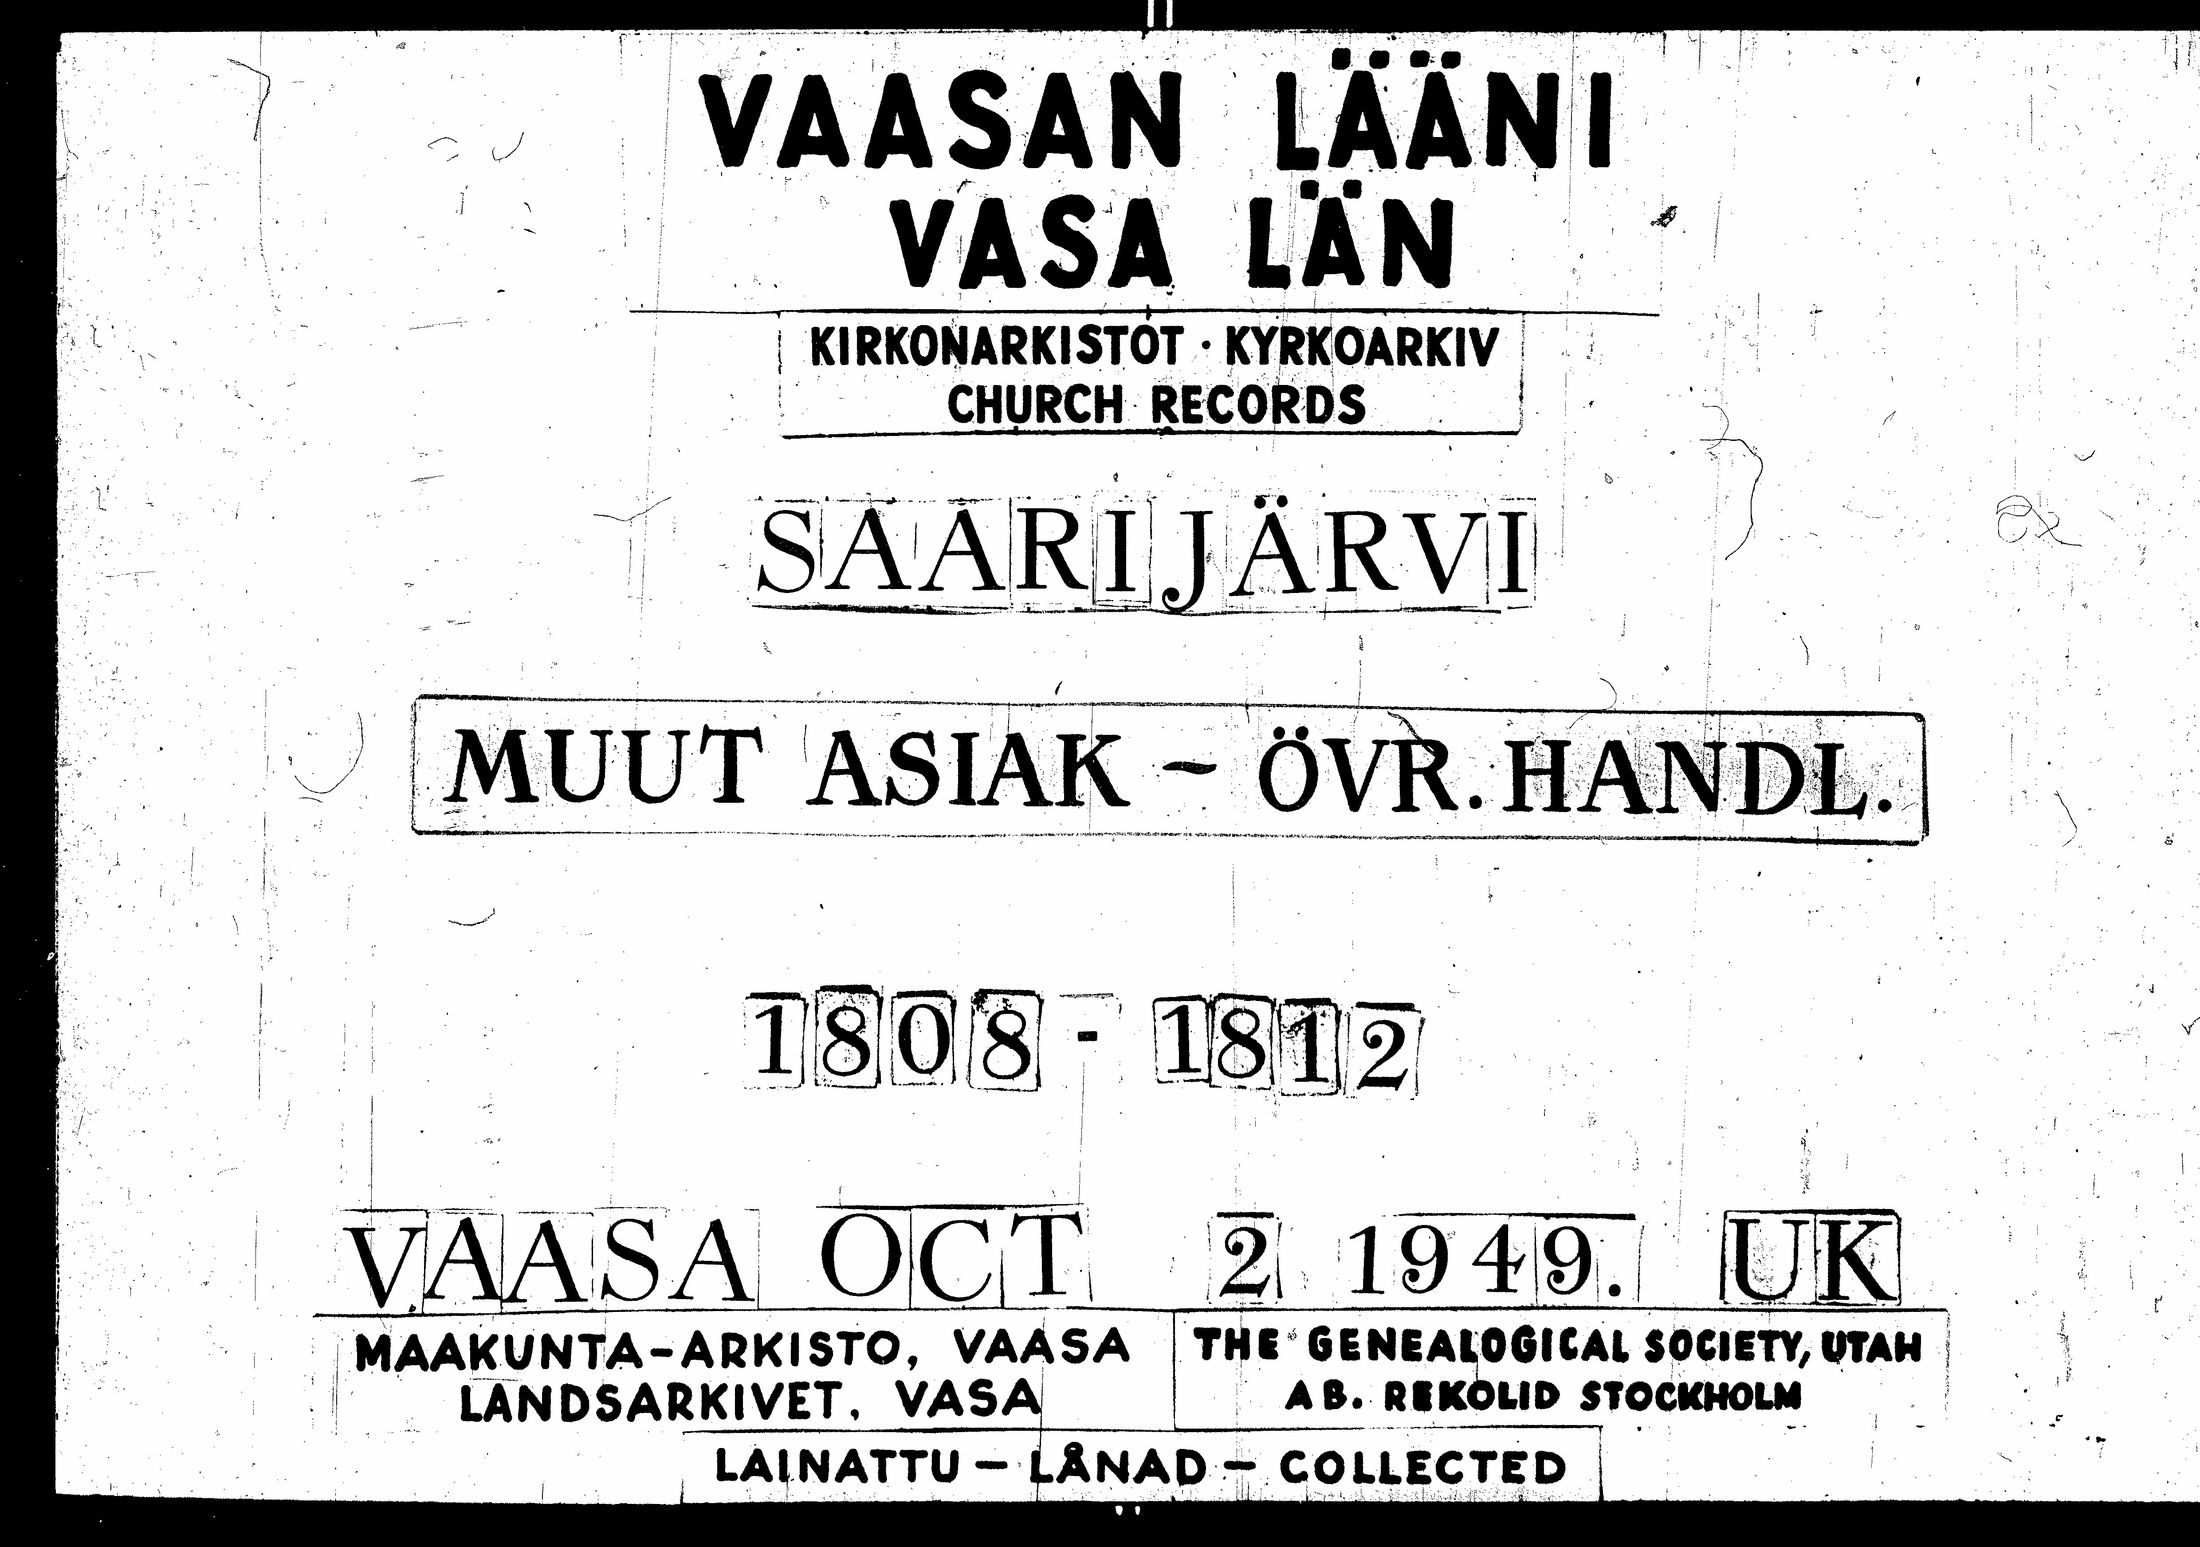 VAASAN LÄÄNI
VASA LÄN
KIRKONARKISTOT · KYRKOARKIV
CHURCH RECORDS
SAARIJÄRVI
MUUT ASIAK – ÖVR. HANDL.
1808 - 1812
VAASA OCT 2 1949. UK
MAAKUNTA-ARKISTO, VAASA
LANDSARKIVET, VASA
THE GENEALOGICAL SOCIETY, UTAH
AB. REKOLID STOCKHOLM
LAINATTU – LÅNAD – COLLECTED